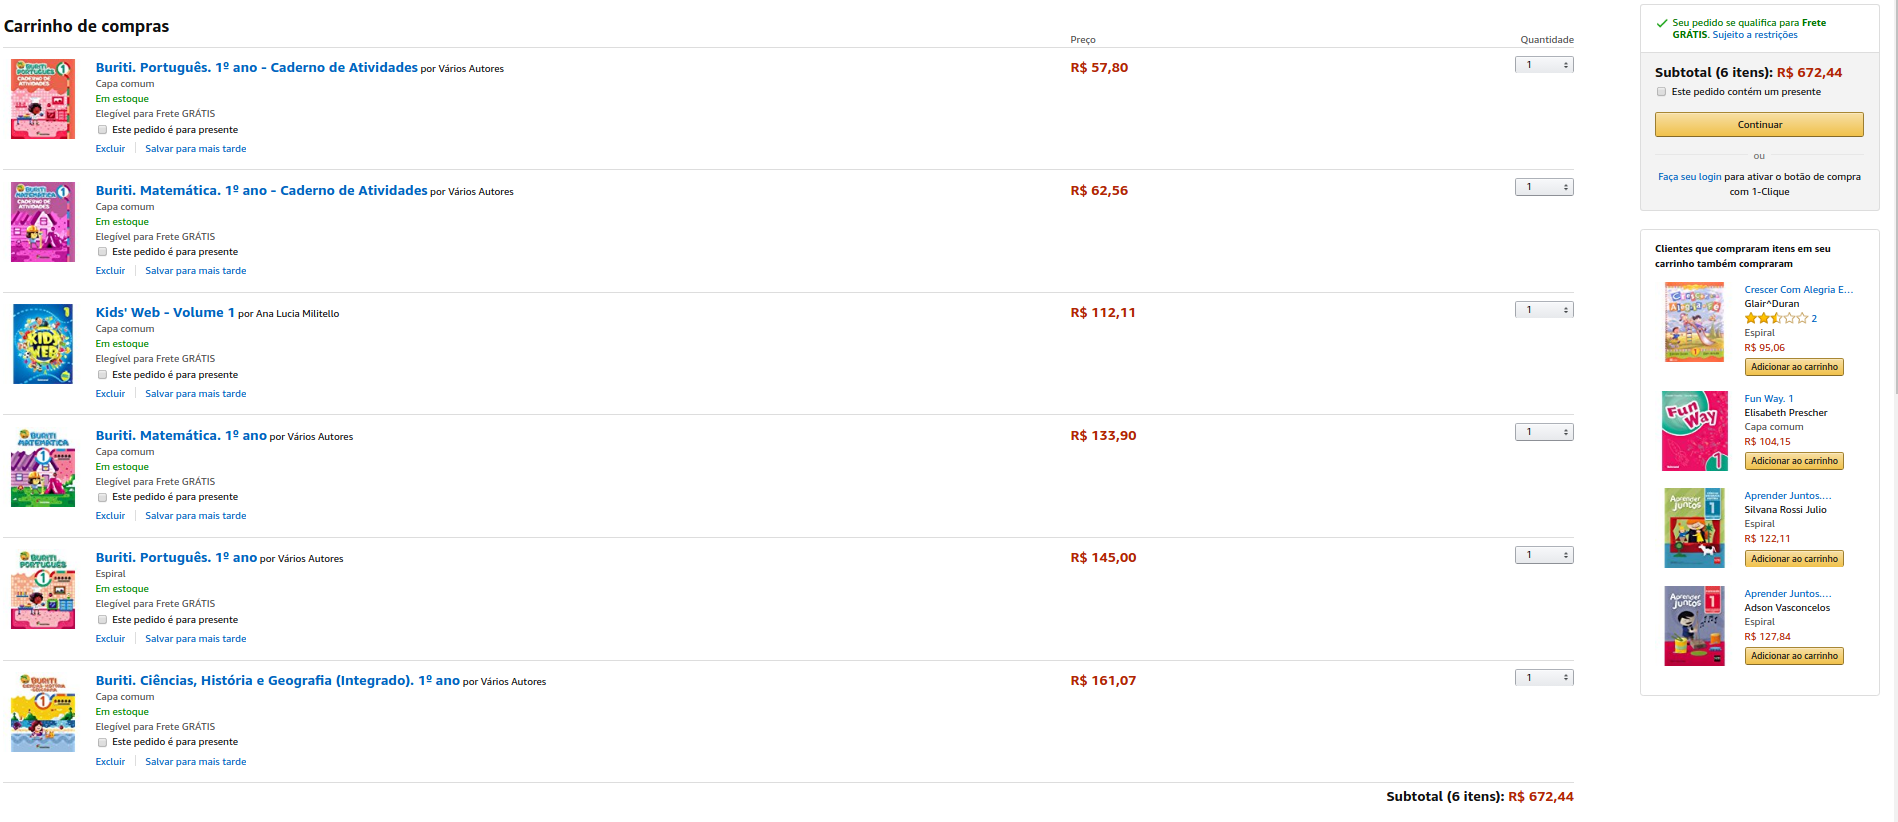 Carrinho de compras
Preço
Quantidade
Buriti. Português. 1º ano - Caderno de Atividades por Vários Autores
R$ 57,80
1
Capa comum
Em estoque
Elegível para Frete GRÁTIS
Este pedido é para presente
Excluir
Salvar para mais tarde
Buriti. Matemática. 1º ano - Caderno de Atividades por Vários Autores
R$ 62,56
1
Capa comum
Em estoque
Elegível para Frete GRÁTIS
Este pedido é para presente
Excluir
Salvar para mais tarde
KIDS WEB
Kids' Web - Volume 1 por Ana Lucia Militello
R$ 112,11
1
Capa comum
Em estoque
Elegível para Frete GRÁTIS
Este pedido é para presente
Excluir
Salvar para mais tarde
Buriti. Matemática. 1º ano por Vários Autores
R$ 133,90
1
Capa comum
Em estoque
Elegível para Frete GRÁTIS
Este pedido é para presente
Excluir
Salvar para mais tarde
Buriti. Português. 1º ano por Vários Autores
R$ 145,00
1
Espiral
Em estoque
Elegível para Frete GRÁTIS
Este pedido é para presente
Excluir
Salvar para mais tarde
Buriti. Ciências, História e Geografia (Integrado). 1º ano por Vários Autores
R$ 161,07
1
Capa comum
Em estoque
Elegível para Frete GRÁTIS
Este pedido é para presente
Excluir
Salvar para mais tarde
Subtotal (6 itens): R$ 672,44
Seu pedido se qualifica para Frete
GRÁTIS. Sujeito a restrições
Subtotal (6 itens): R$ 672,44
Este pedido contém um presente
Continuar
ou
Faça seu login para ativar o botão de compra
com 1-Clique
Clientes que compraram itens em seu
carrinho também compraram
Crescer Com Alegria E...
Glair^Duran
2
Espiral
R$ 95,06
Adicionar ao carrinho
Fun Way
1
Fun Way. 1
Elisabeth Prescher
Capa comum
R$ 104,15
Adicionar ao carrinho
Aprender Juntos
1
Aprender Juntos....
Silvana Rossi Julio
Espiral
R$ 122,11
Adicionar ao carrinho
Aprender Juntos
1
Aprender Juntos....
Adson Vasconcelos
Espiral
R$ 127,84
Adicionar ao carrinho